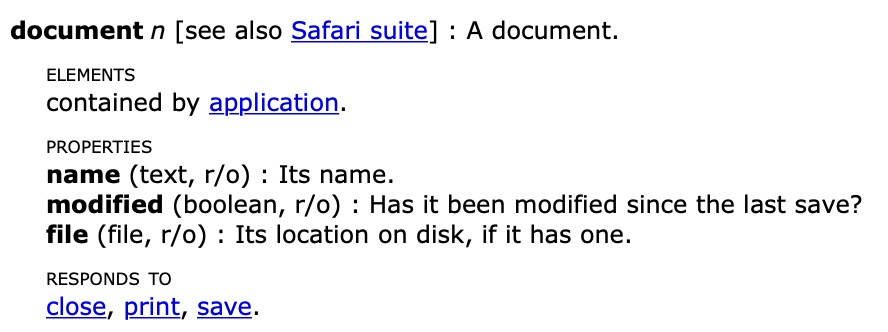 document n [see also Safari suite] : A document.
ELEMENTS
contained by application.
PROPERTIES
name (text, r/o) : Its name.
modified (boolean, r/o) : Has it been modified since the last save?
file (file, r/o) : Its location on disk, if it has one.
RESPONDS TO
close, print, save.